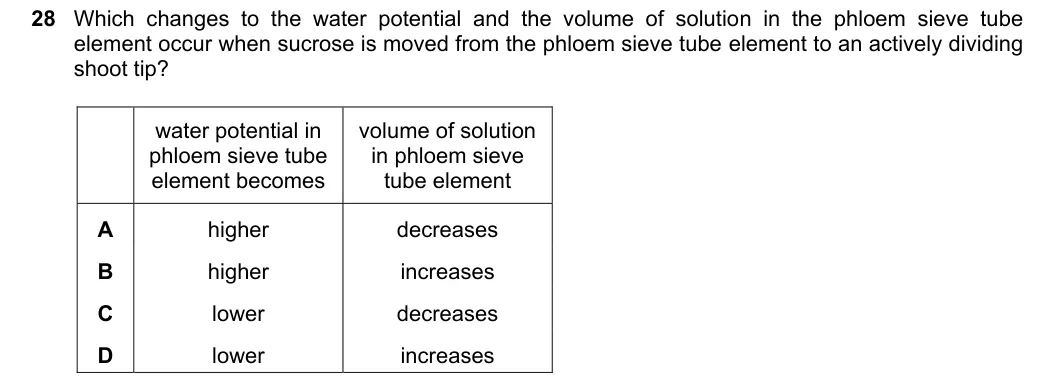 28 Which changes to the water potential and the volume of solution in the phloem sieve tube
element occur when sucrose is moved from the phloem sieve tube element to an actively dividing
shoot tip?
water potential in phloem sieve tube element becomes volume of solution in phloem sieve tube element
A higher decreases
B higher increases
C lower decreases
D lower increases